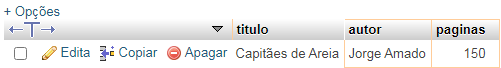 + Opções
titulo autor paginas
Edita Copiar Apagar Capitães de Areia Jorge Amado 150